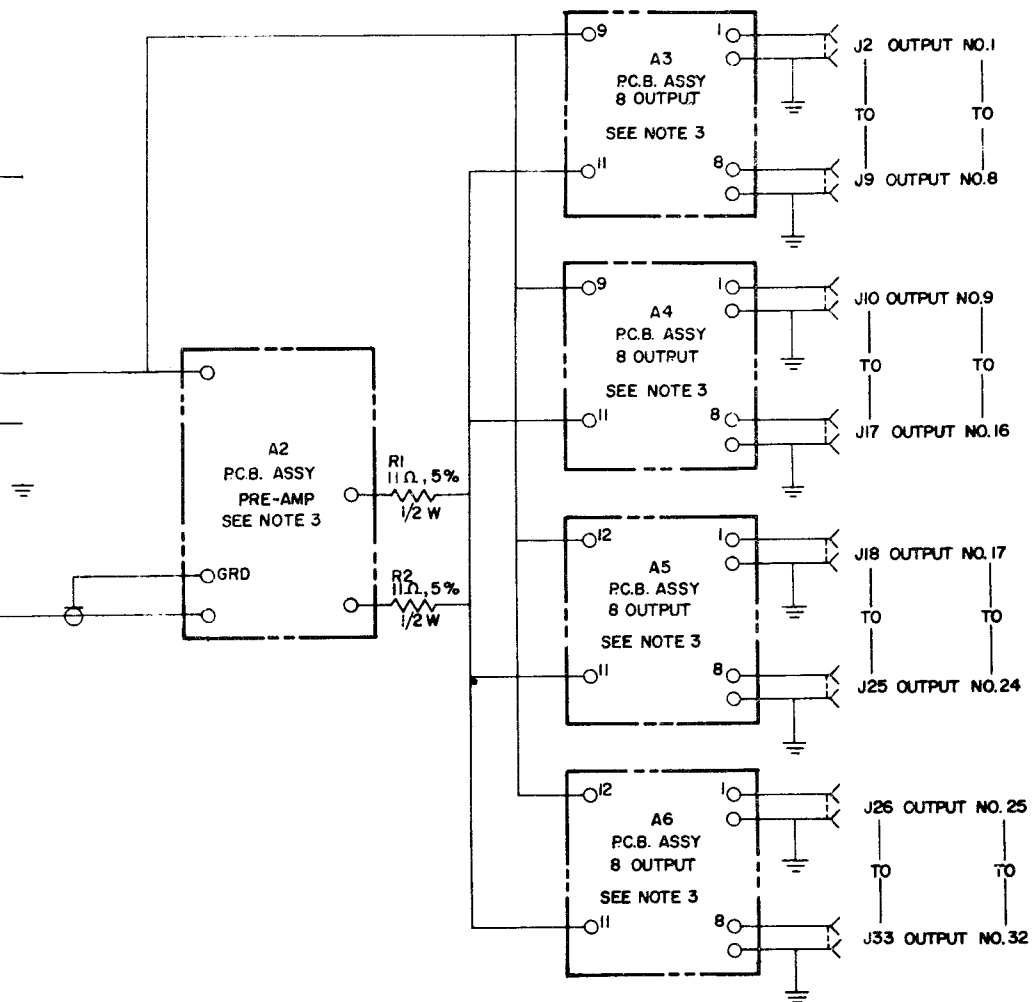 9
1
A3
P.C.B. ASSY
8 OUTPUT
SEE NOTE 3
11
8
J2 OUTPUT NO.1
TO TO
J9 OUTPUT NO.8
9
1
A4
P.C.B. ASSY
8 OUTPUT
SEE NOTE 3
11
8
J10 OUTPUT NO.9
TO TO
J17 OUTPUT NO.16
A2
P.C.B. ASSY
PRE-AMP
SEE NOTE 3
GRD
R1
11Ω, 5%
1/2 W
R2
11Ω, 5%
1/2 W
12
1
A5
P.C.B. ASSY
8 OUTPUT
SEE NOTE 3
11
8
J18 OUTPUT NO.17
TO TO
J25 OUTPUT NO.24
12
1
A6
P.C.B. ASSY
8 OUTPUT
SEE NOTE 3
11
8
J26 OUTPUT NO.25
TO TO
J33 OUTPUT NO.32